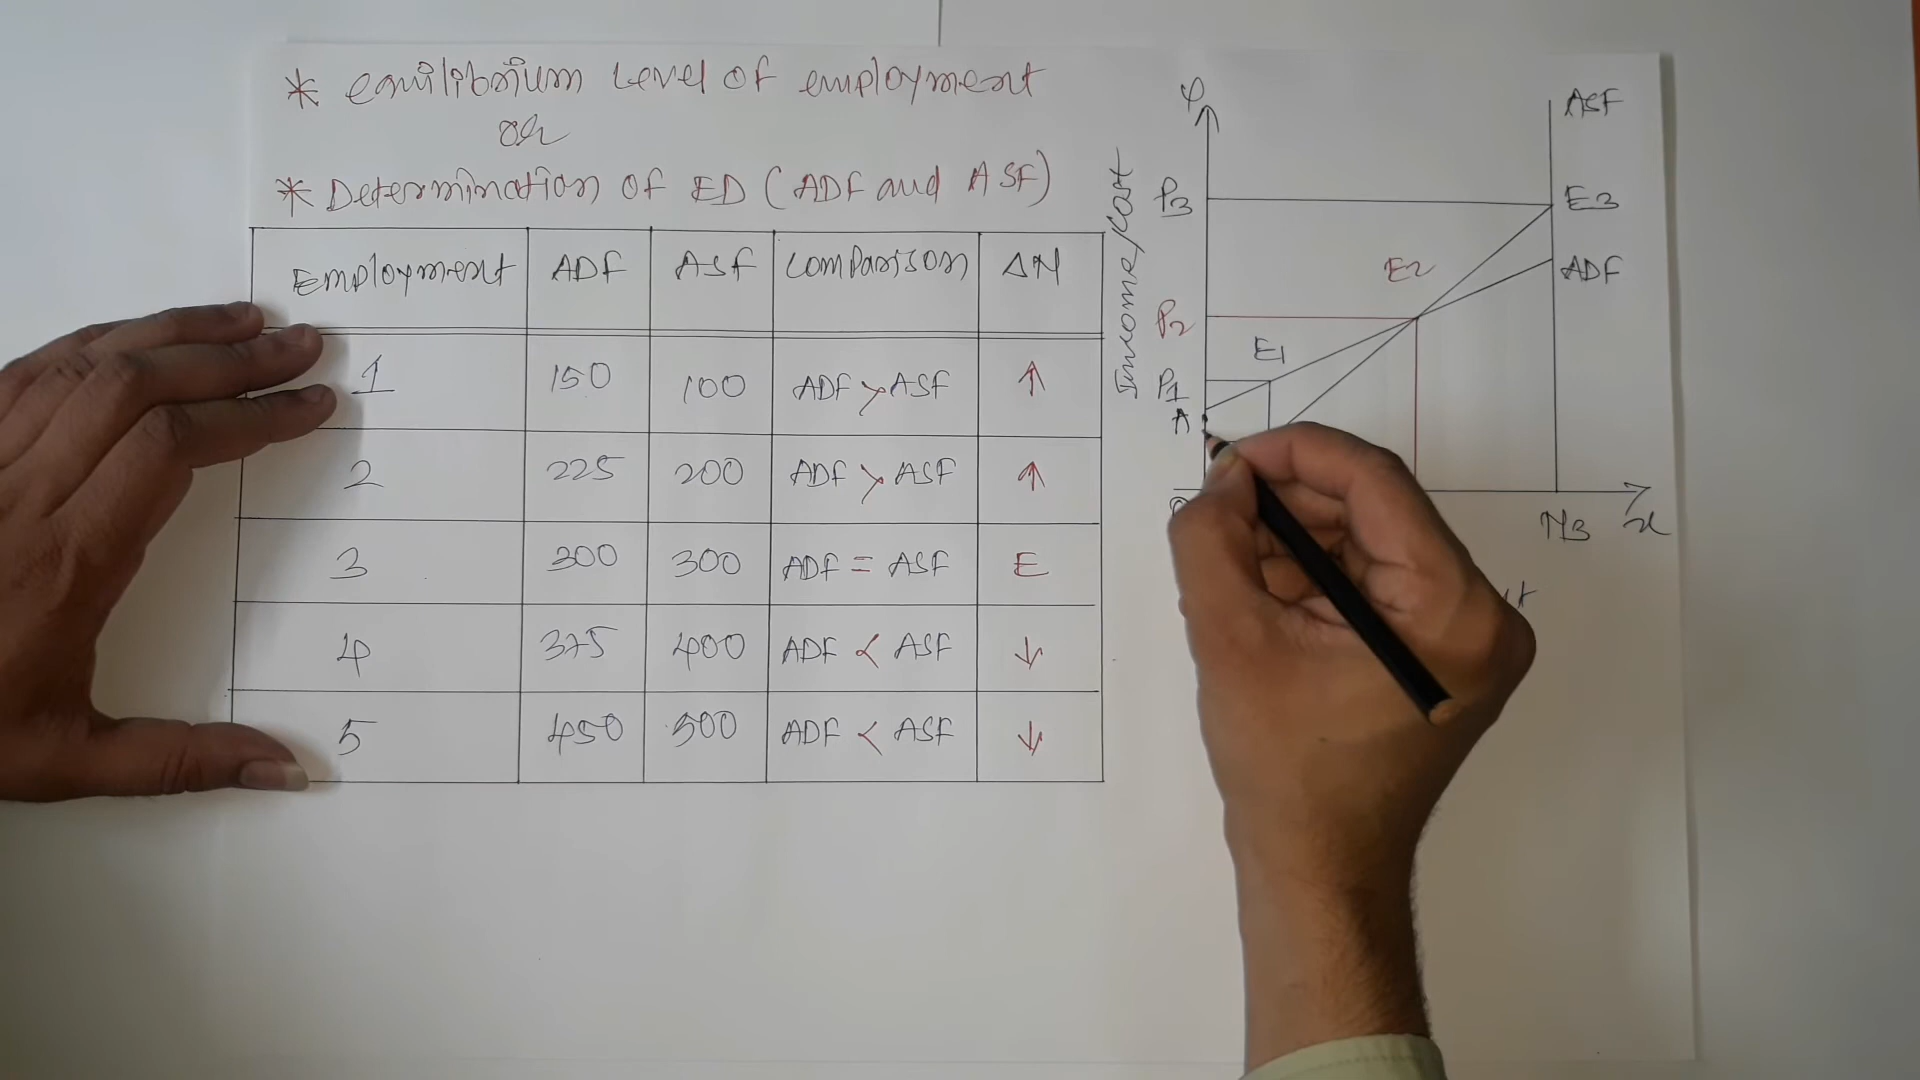 * equilibrium Level of employment
or
* Determination of ED (ADF and ASF)
Employment ADF ASF Comparison ΔN
1 150 100 ADF > ASF ↑
2 225 200 ADF > ASF ↑
3 300 300 ADF = ASF E
4 375 400 ADF < ASF ↓
5 450 500 ADF < ASF ↓
Income/Cost
y
ASF
P3
E3
E2
ADF
P2
E1
P1
A
N3
x